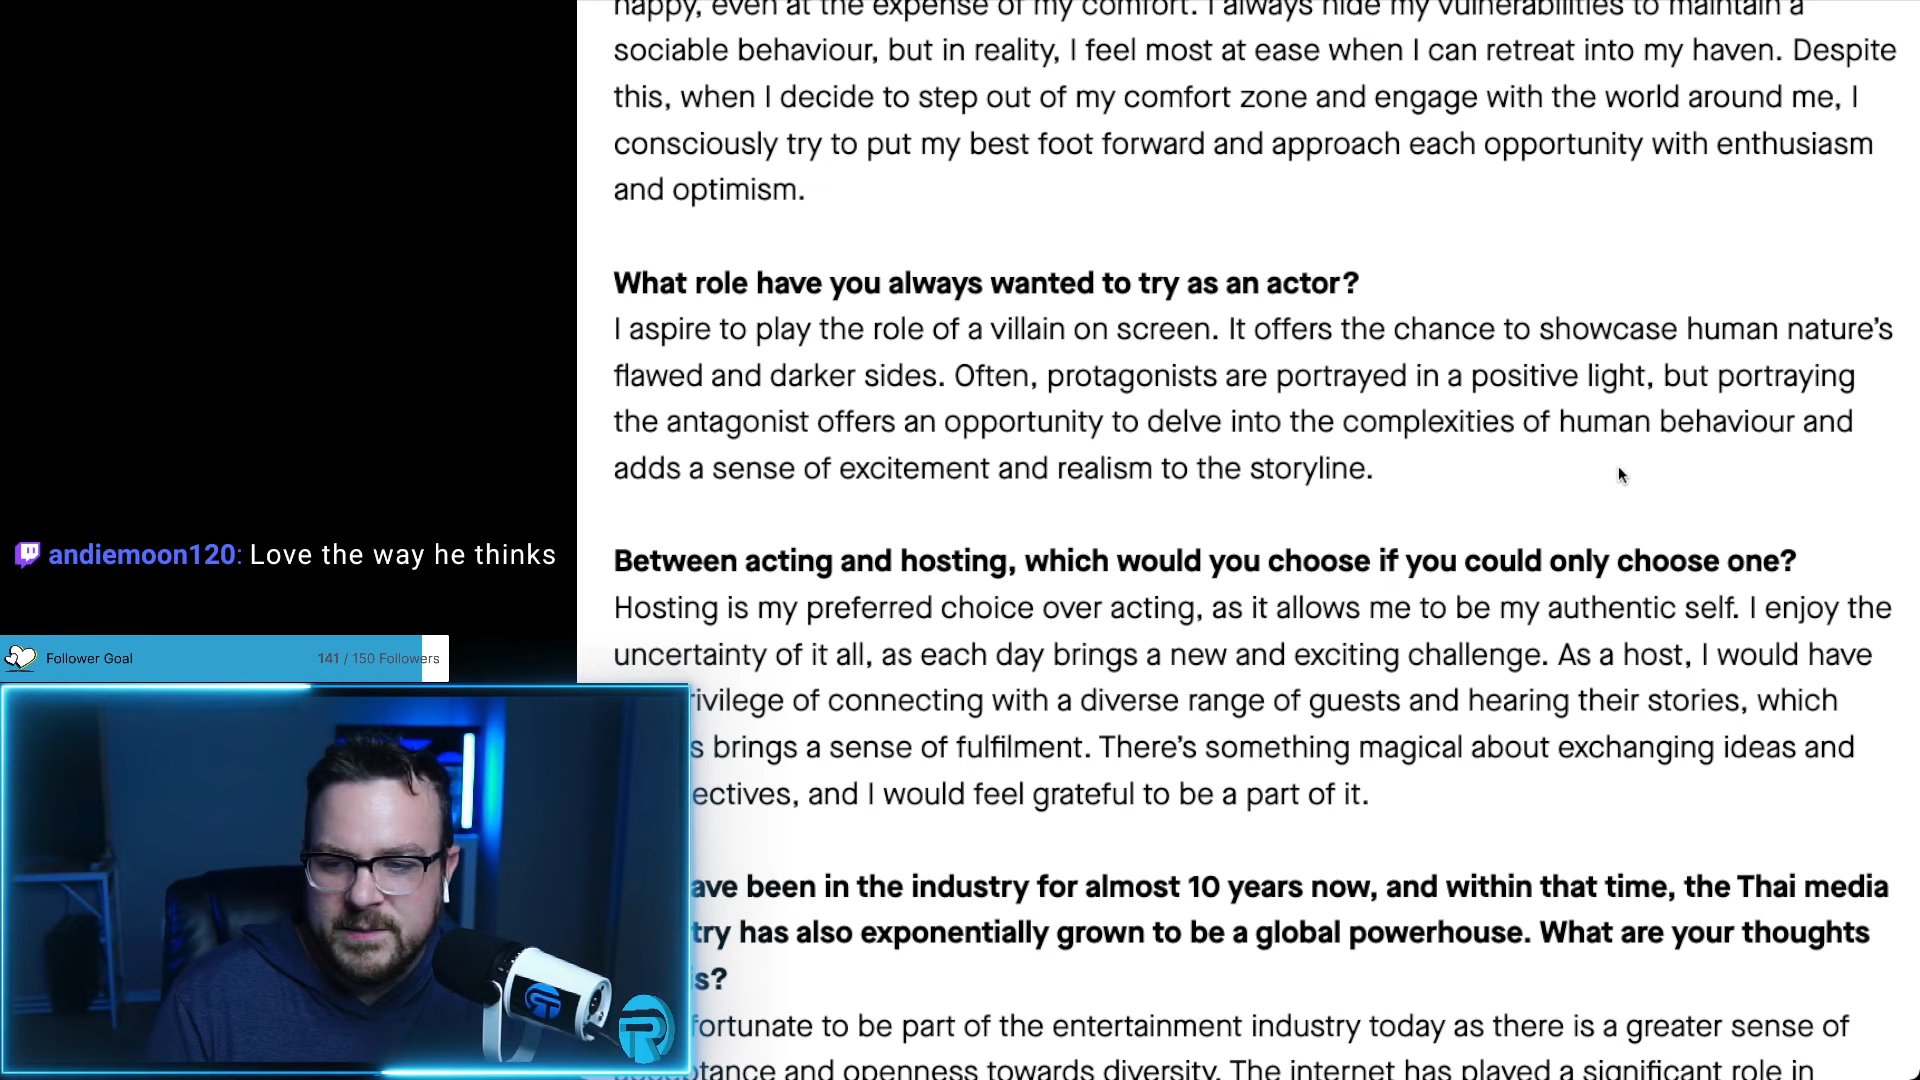 happy, even at the expense of my comfort. I always hide my vulnerabilities to maintain a
sociable behaviour, but in reality, I feel most at ease when I can retreat into my haven. Despite
this, when I decide to step out of my comfort zone and engage with the world around me, I
consciously try to put my best foot forward and approach each opportunity with enthusiasm
and optimism.
What role have you always wanted to try as an actor?
I aspire to play the role of a villain on screen. It offers the chance to showcase human nature’s
flawed and darker sides. Often, protagonists are portrayed in a positive light, but portraying
the antagonist offers an opportunity to delve into the complexities of human behaviour and
adds a sense of excitement and realism to the storyline.
Between acting and hosting, which would you choose if you could only choose one?
Hosting is my preferred choice over acting, as it allows me to be my authentic self. I enjoy the
uncertainty of it all, as each day brings a new and exciting challenge. As a host, I would have
rivilege of connecting with a diverse range of guests and hearing their stories, which
s brings a sense of fulfilment. There’s something magical about exchanging ideas and
ectives, and I would feel grateful to be a part of it.
ave been in the industry for almost 10 years now, and within that time, the Thai media
try has also exponentially grown to be a global powerhouse. What are your thoughts
is?
fortunate to be part of the entertainment industry today as there is a greater sense of
tance and openness towards diversity. The internet has played a significant role in
andiemoon120: Love the way he thinks
Follower Goal 141 / 150 Followers